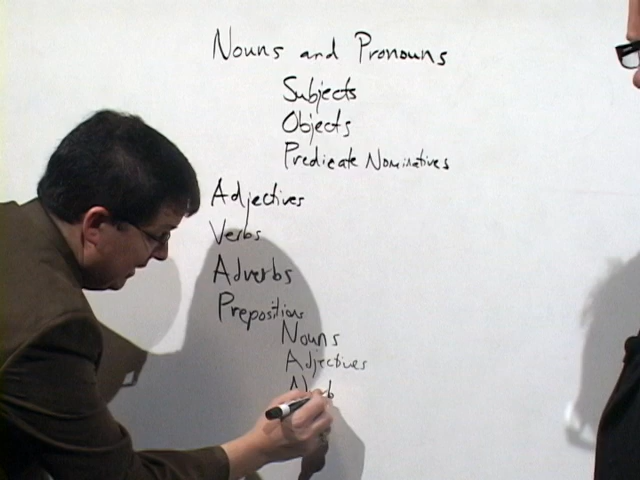 Nouns and Pronouns
Subjects
Objects
Predicate Nominatives
Adjectives
Verbs
Adverbs
Prepositions
Nouns
Adjectives